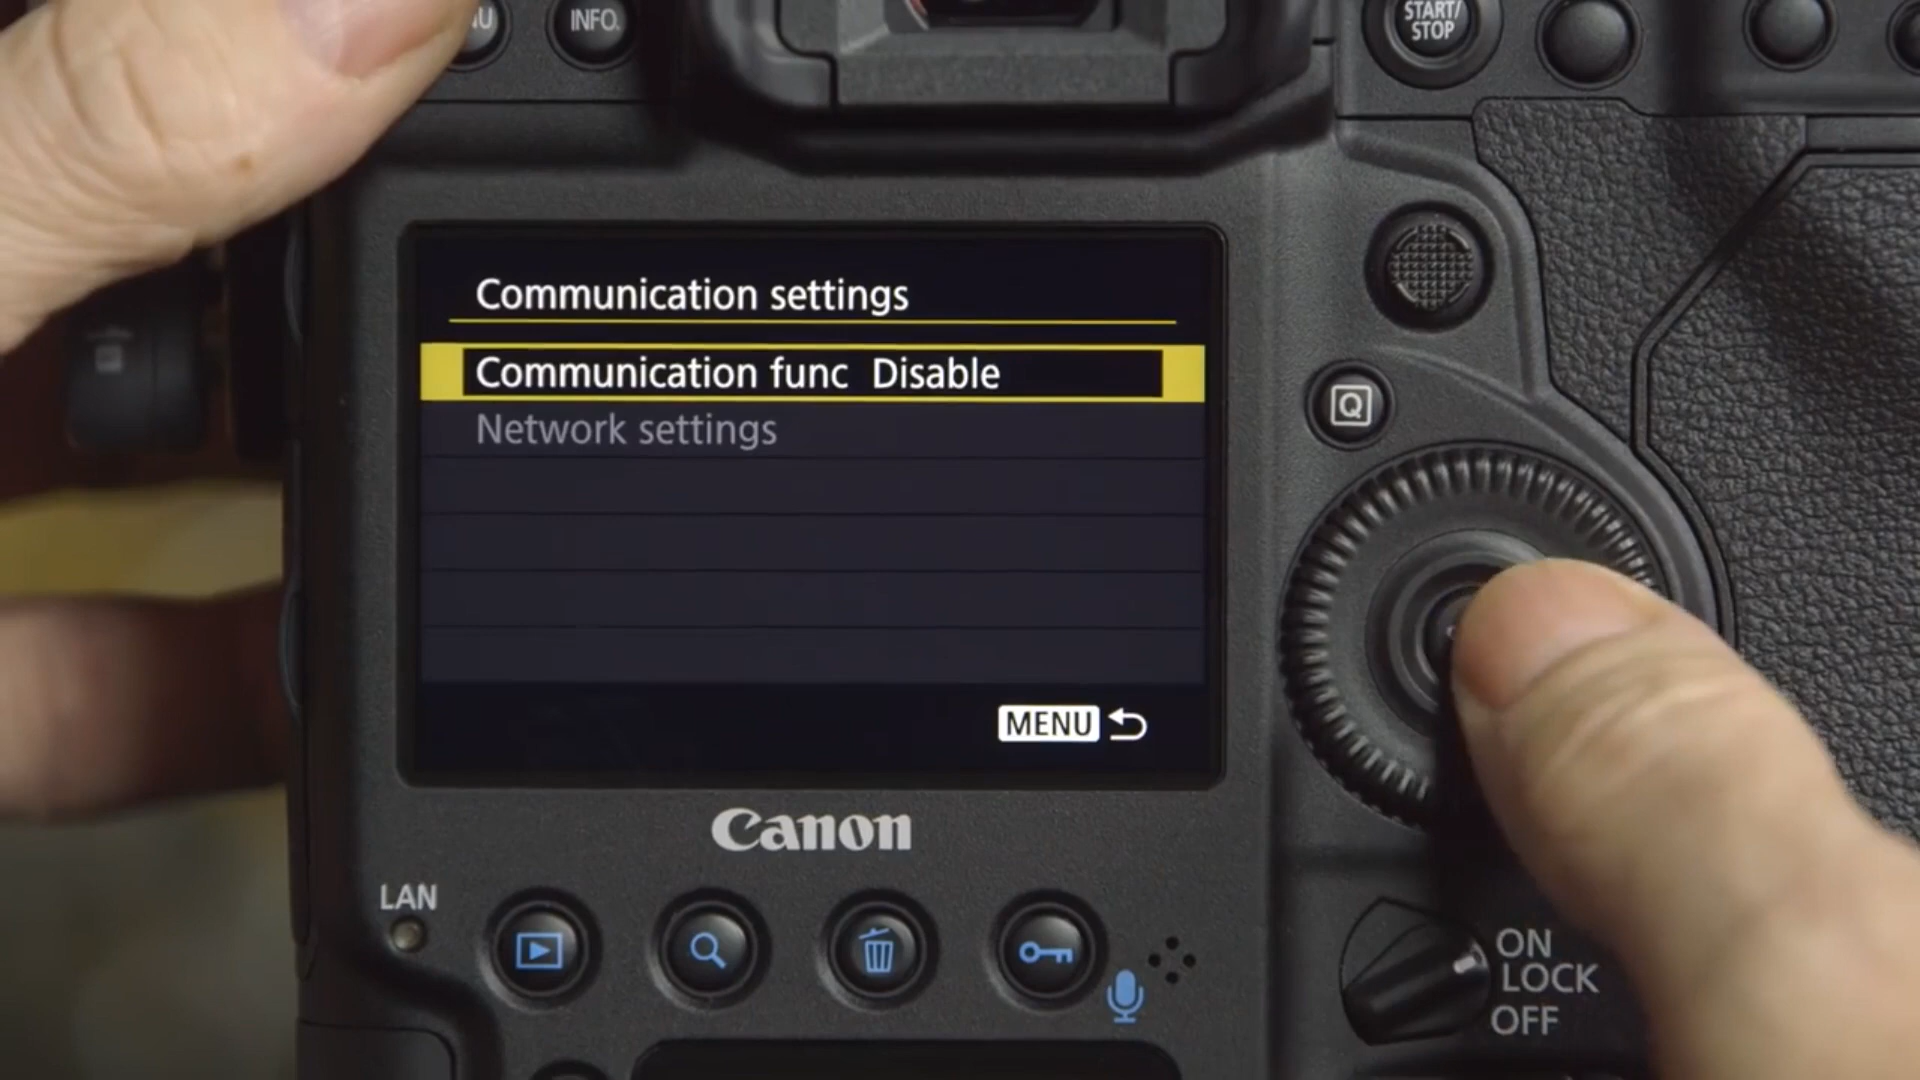 INFO.
START/
STOP
Communication settings
Communication func Disable
Network settings
Q
MENU
Canon
LAN
ON
LOCK
OFF